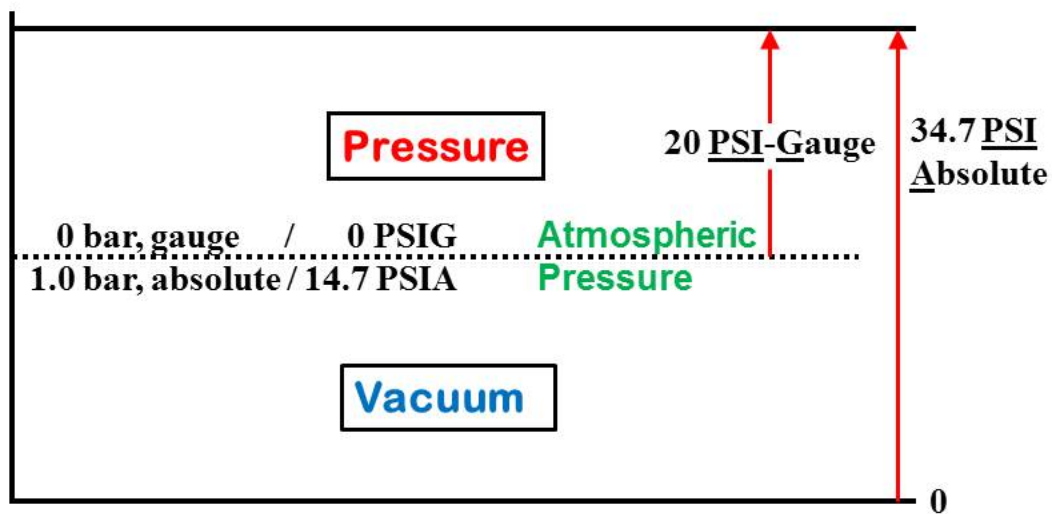 Pressure
20 PSI-Gauge
34.7 PSI
Absolute
0 bar, gauge / 0 PSIG Atmospheric
1.0 bar, absolute / 14.7 PSIA Pressure
Vacuum
0